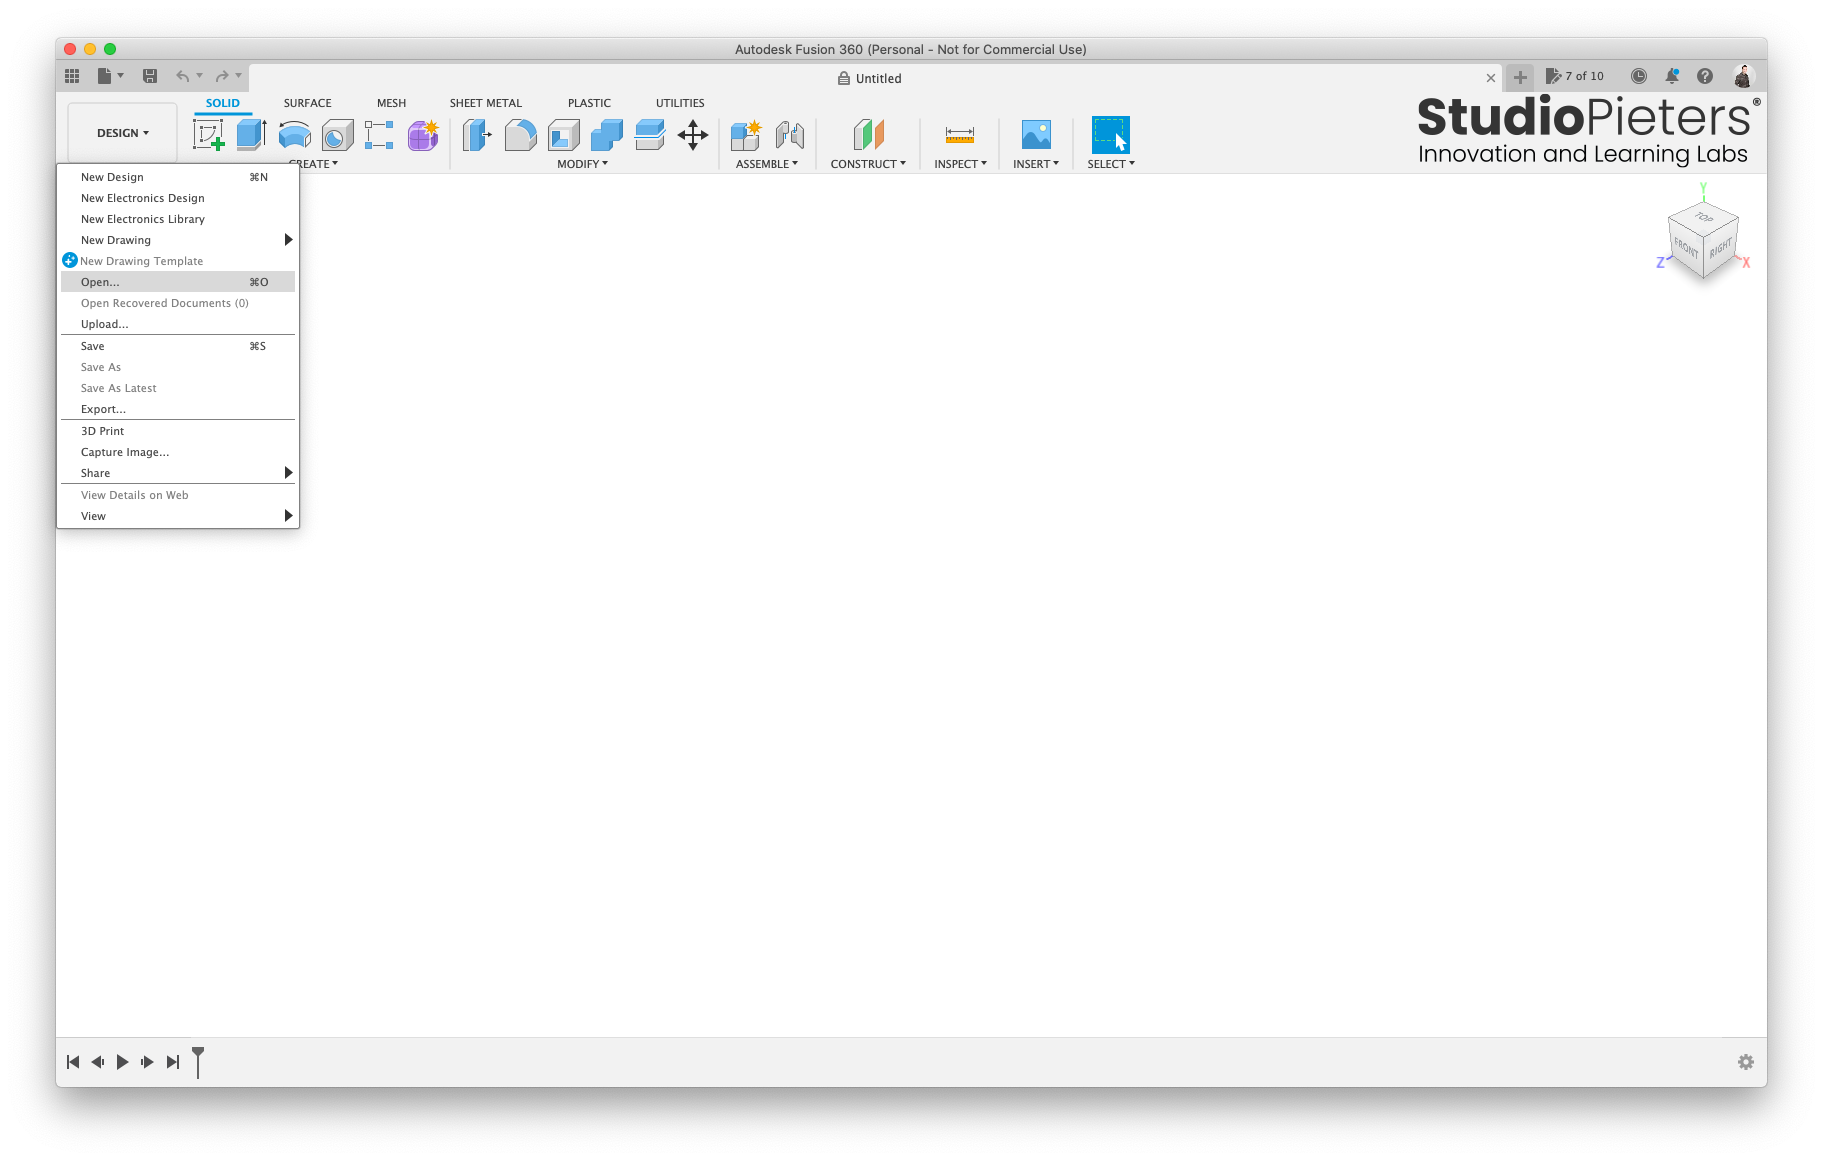 Autodesk Fusion 360 (Personal - Not for Commercial Use)
Untitled
7 of 10
SOLID SURFACE MESH SHEET METAL PLASTIC UTILITIES
DESIGN
CREATE MODIFY ASSEMBLE CONSTRUCT INSPECT INSERT SELECT
StudioPieters®
Innovation and Learning Labs
New Design ⌘N
New Electronics Design
New Electronics Library
New Drawing
New Drawing Template
Open... ⌘O
Open Recovered Documents (0)
Upload...
Save ⌘S
Save As
Save As Latest
Export...
3D Print
Capture Image...
Share
View Details on Web
View
Y
TOP
FRONT RIGHT
Z X